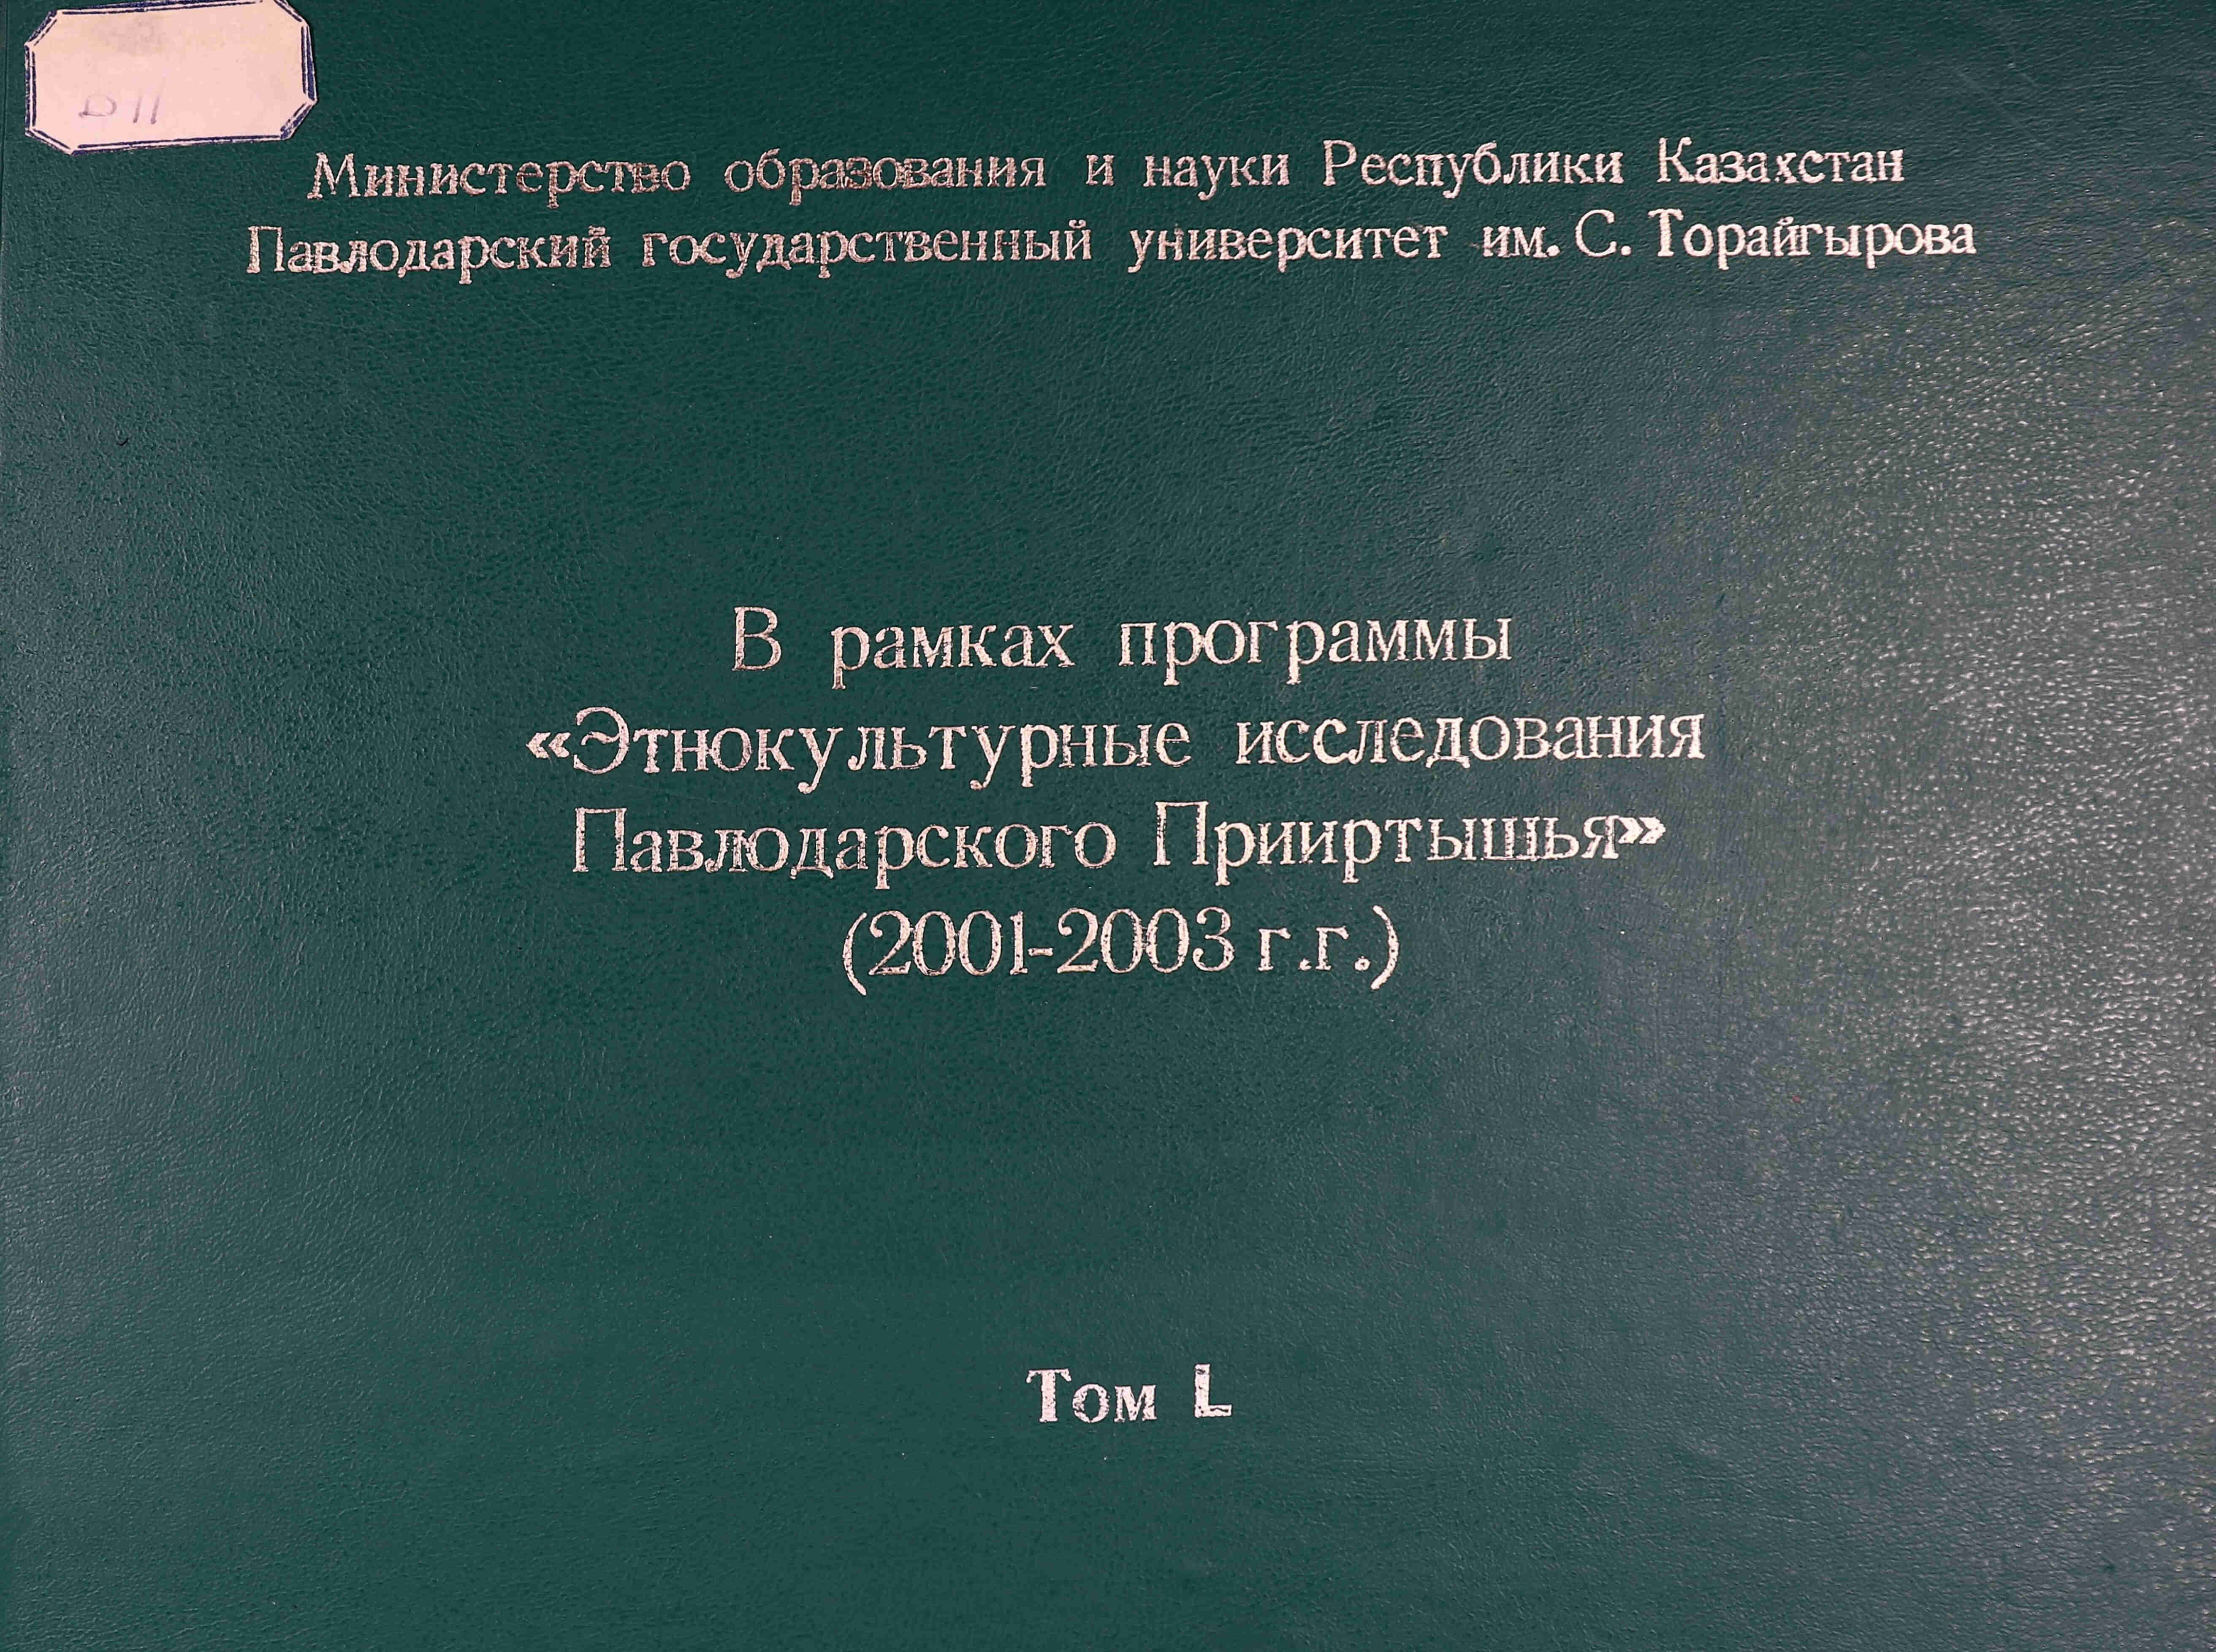 Министерство образования и науки Республики Казахстан
Павлодарский государственный университет им. С. Торайгырова
В рамках программы
«Этнокультурные исследования
Павлодарского Прииртышья»
(2001-2003 г.г.)
Том L